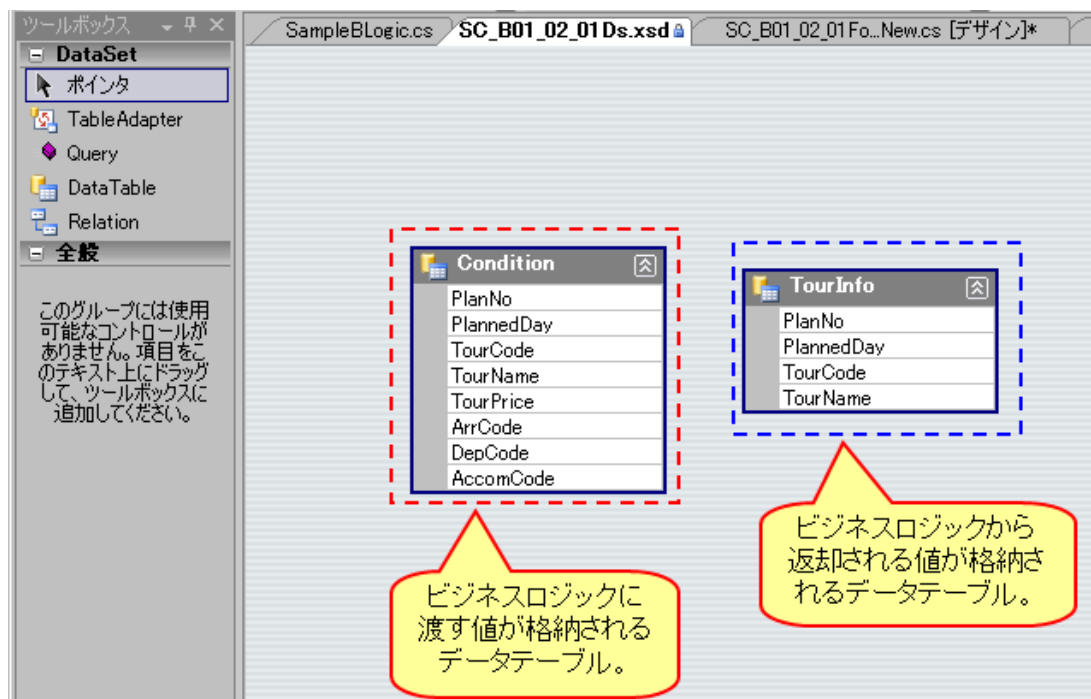 ツールボックス
SampleBLogic.cs
SC_B01_02_01Ds.xsd
SC_B01_02_01Fo...New.cs [デザイン]*
DataSet
ポインタ
TableAdapter
Query
DataTable
Relation
全般
このグループには使用
可能なコントロールが
ありません。項目をこ
のテキスト上にドラッグ
して、ツールボックスに
追加してください。
Condition
PlanNo
PlannedDay
TourCode
TourName
TourPrice
ArrCode
DepCode
AccomCode
TourInfo
PlanNo
PlannedDay
TourCode
TourName
ビジネスロジックに
渡す値が格納される
データテーブル。
ビジネスロジックから
返却される値が格納さ
れるデータテーブル。